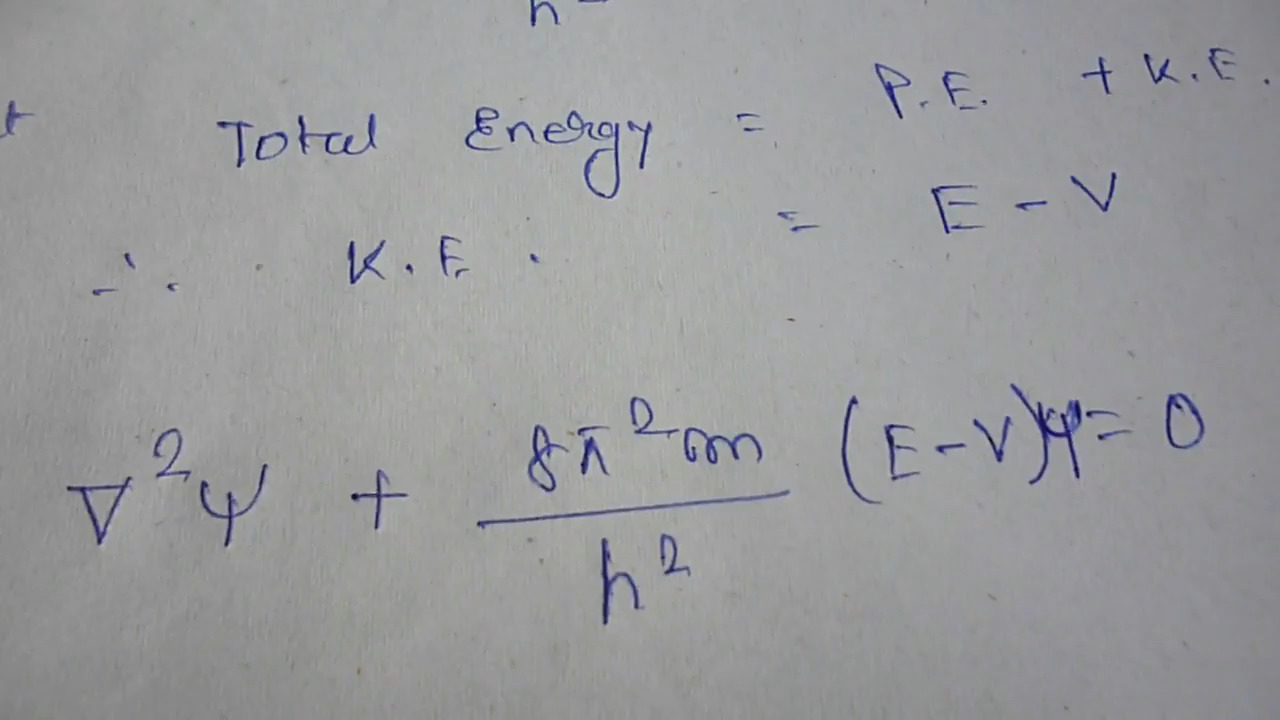 h
Total Energy = P.E. + K.E.
∴ K.E. = E - V
∇²ψ + 8π²m/h² (E-V)ψ = 0